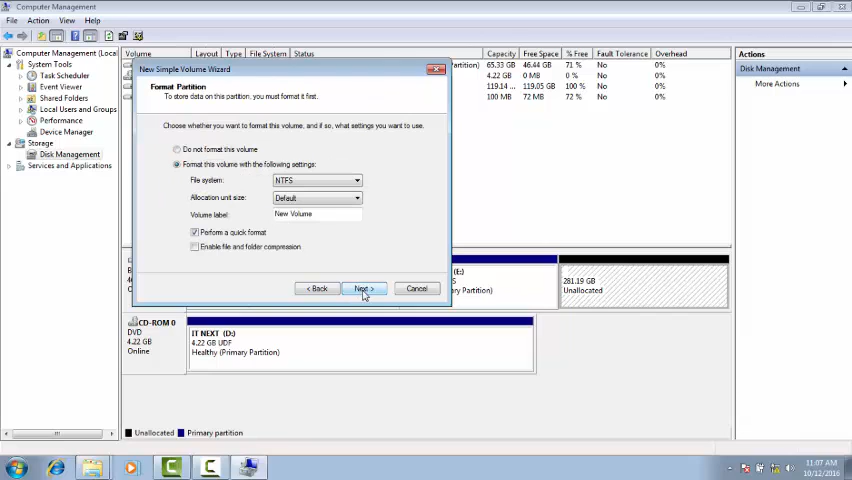 Computer Management
File Action View Help
Computer Management (Local
System Tools
Task Scheduler
Event Viewer
Shared Folders
Local Users and Groups
Performance
Device Manager
Storage
Disk Management
Services and Applications
Volume Layout Type File System Status Capacity Free Space % Free Fault Tolerance Overhead
Partition) 65.33 GB 46.44 GB 71 % No 0%
4.22 GB 0 MB 0 % No 0%
119.14 ... 119.05 GB 100 % No 0%
100 MB 72 MB 72 % No 0%
Actions
Disk Management
More Actions
New Simple Volume Wizard
Format Partition
To store data on this partition, you must format it first.
Choose whether you want to format this volume, and if so, what settings you want to use.
Do not format this volume
Format this volume with the following settings:
File system: NTFS
Allocation unit size: Default
Volume label: New Volume
Perform a quick format
Enable file and folder compression
< Back Next > Cancel
(E:)
ry Partition)
281.19 GB
Unallocated
CD-ROM 0
DVD
4.22 GB
Online
IT NEXT (D:)
4.22 GB UDF
Healthy (Primary Partition)
Unallocated Primary partition
11:07 AM
10/12/2016